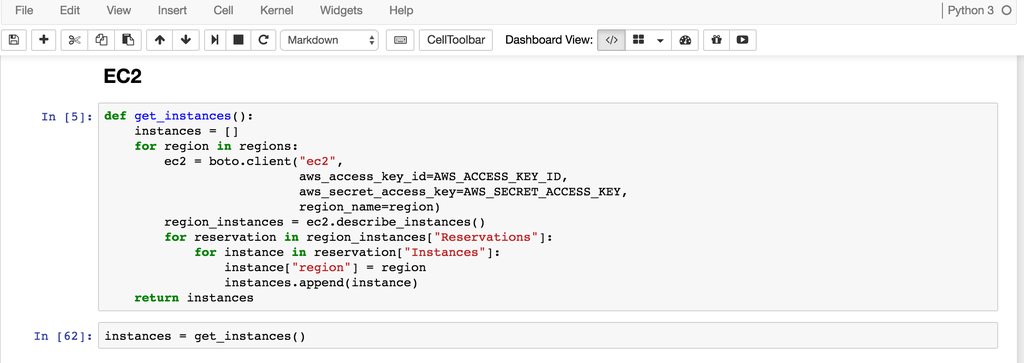 File Edit View Insert Cell Kernel Widgets Help Python 3
Markdown CellToolbar Dashboard View: </>
EC2
In [5]: def get_instances():
    instances = []
    for region in regions:
        ec2 = boto.client("ec2",
                          aws_access_key_id=AWS_ACCESS_KEY_ID,
                          aws_secret_access_key=AWS_SECRET_ACCESS_KEY,
                          region_name=region)
        region_instances = ec2.describe_instances()
        for reservation in region_instances["Reservations"]:
            for instance in reservation["Instances"]:
                instance["region"] = region
                instances.append(instance)
    return instances
In [62]: instances = get_instances()